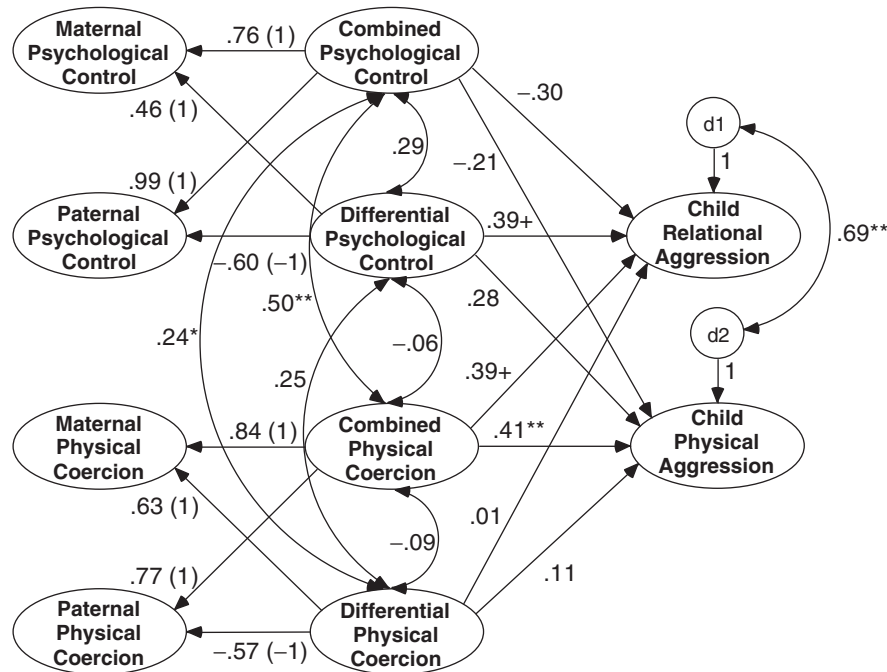 Maternal
Psychological
Control
.76 (1)
Combined
Psychological
Control
−.30
d1
.46 (1)
.29
−.21
1
.99 (1)
Paternal
Psychological
Control
Differential
Psychological
Control
.39+
Child
Relational
Aggression
.69**
−.60 (−1)
.50**
.28
d2
.24*
−.06
.25
.39+
1
Maternal
Physical
Coercion
.84 (1)
Combined
Physical
Coercion
.41**
Child
Physical
Aggression
.63 (1)
.01
−.09
.77 (1)
.11
Paternal
Physical
Coercion
Differential
Physical
Coercion
−.57 (−1)